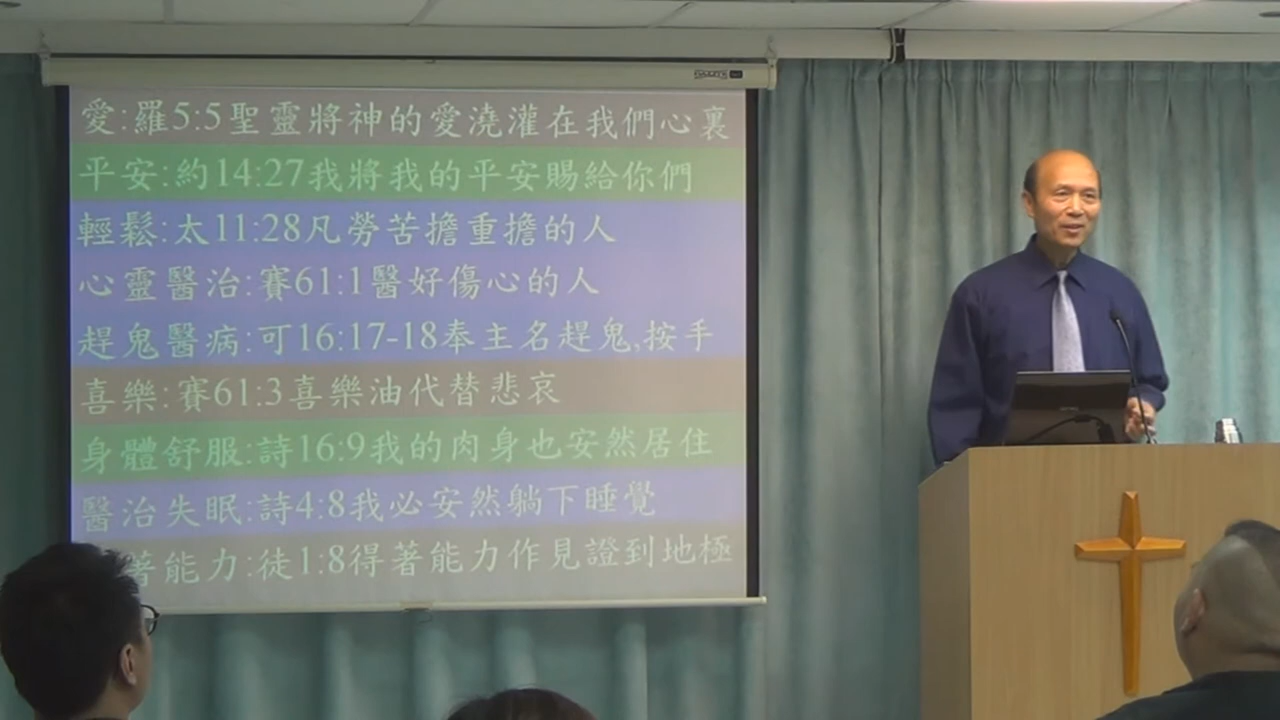 愛:羅5:5聖靈將神的愛澆灌在我們心裏
平安:約14:27我將我的平安賜給你們
輕鬆:太11:28凡勞苦擔重擔的人
心靈醫治:賽61:1醫好傷心的人
趕鬼醫病:可16:17-18奉主名趕鬼,按手
喜樂:賽61:3喜樂油代替悲哀
身體舒服:詩16:9我的肉身也安然居住
醫治失眠:詩4:8我必安然躺下睡覺
著能力:徒1:8得著能力作見證到地極